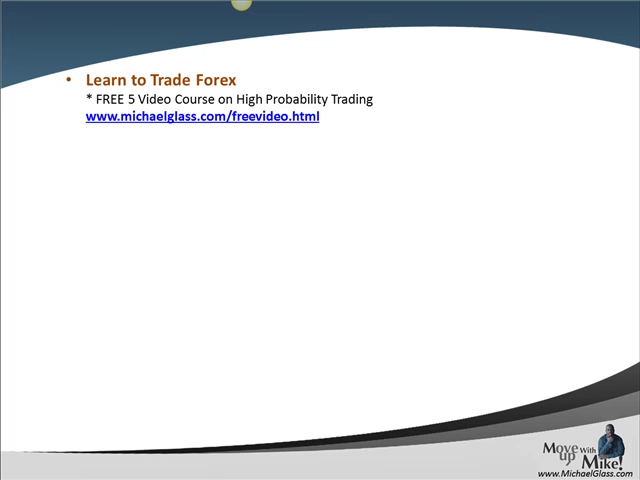 • Learn to Trade Forex
* FREE 5 Video Course on High Probability Trading
www.michaelglass.com/freevideo.html
Move up With Mike!
www.MichaelGlass.com